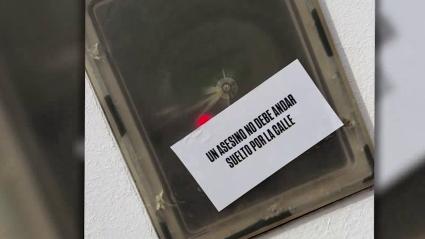 UN ASESINO NO DEBE ANDAR
SUELTO POR LA CALLE